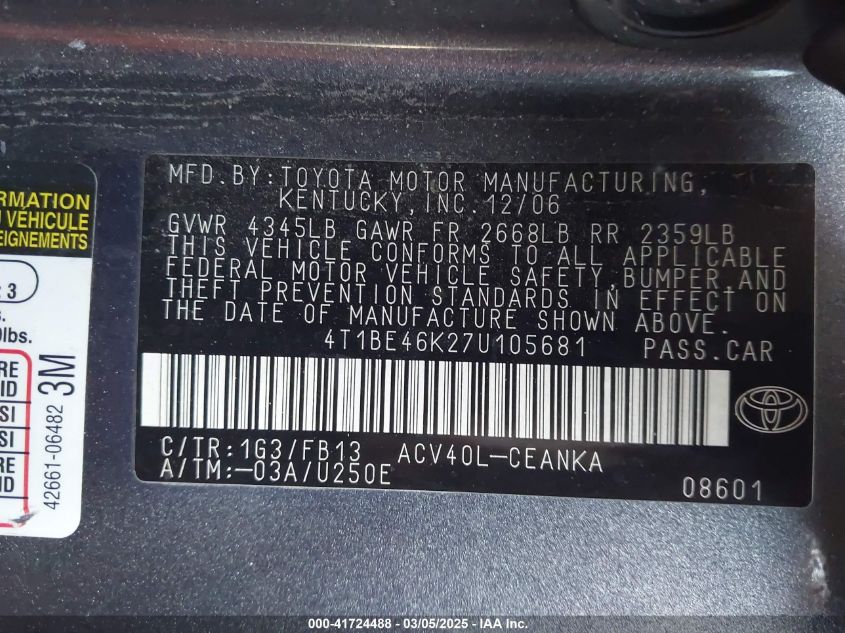 MFD.BY:TOYOTA MOTOR MANUFACTURING,
KENTUCKY,INC.12/06
GVWR 4345LB GAWR FR 2668LB RR 2359LB
THIS VEHICLE CONFORMS TO ALL APPLICABLE
FEDERAL MOTOR VEHICLE SAFETY,BUMPER,AND
THEFT PREVENTION STANDARDS IN EFFECT ON
THE DATE OF MANUFACTURE SHOWN ABOVE.
4T1BE46K27U105681 PASS.CAR
C/TR:1G3/FB13 ACV40L-CEANKA
A/TM:-03A/U250E
08601
VÉHICULE
3
42661-06482 3M
000-41724488 - 03/05/2025 - IAA Inc.